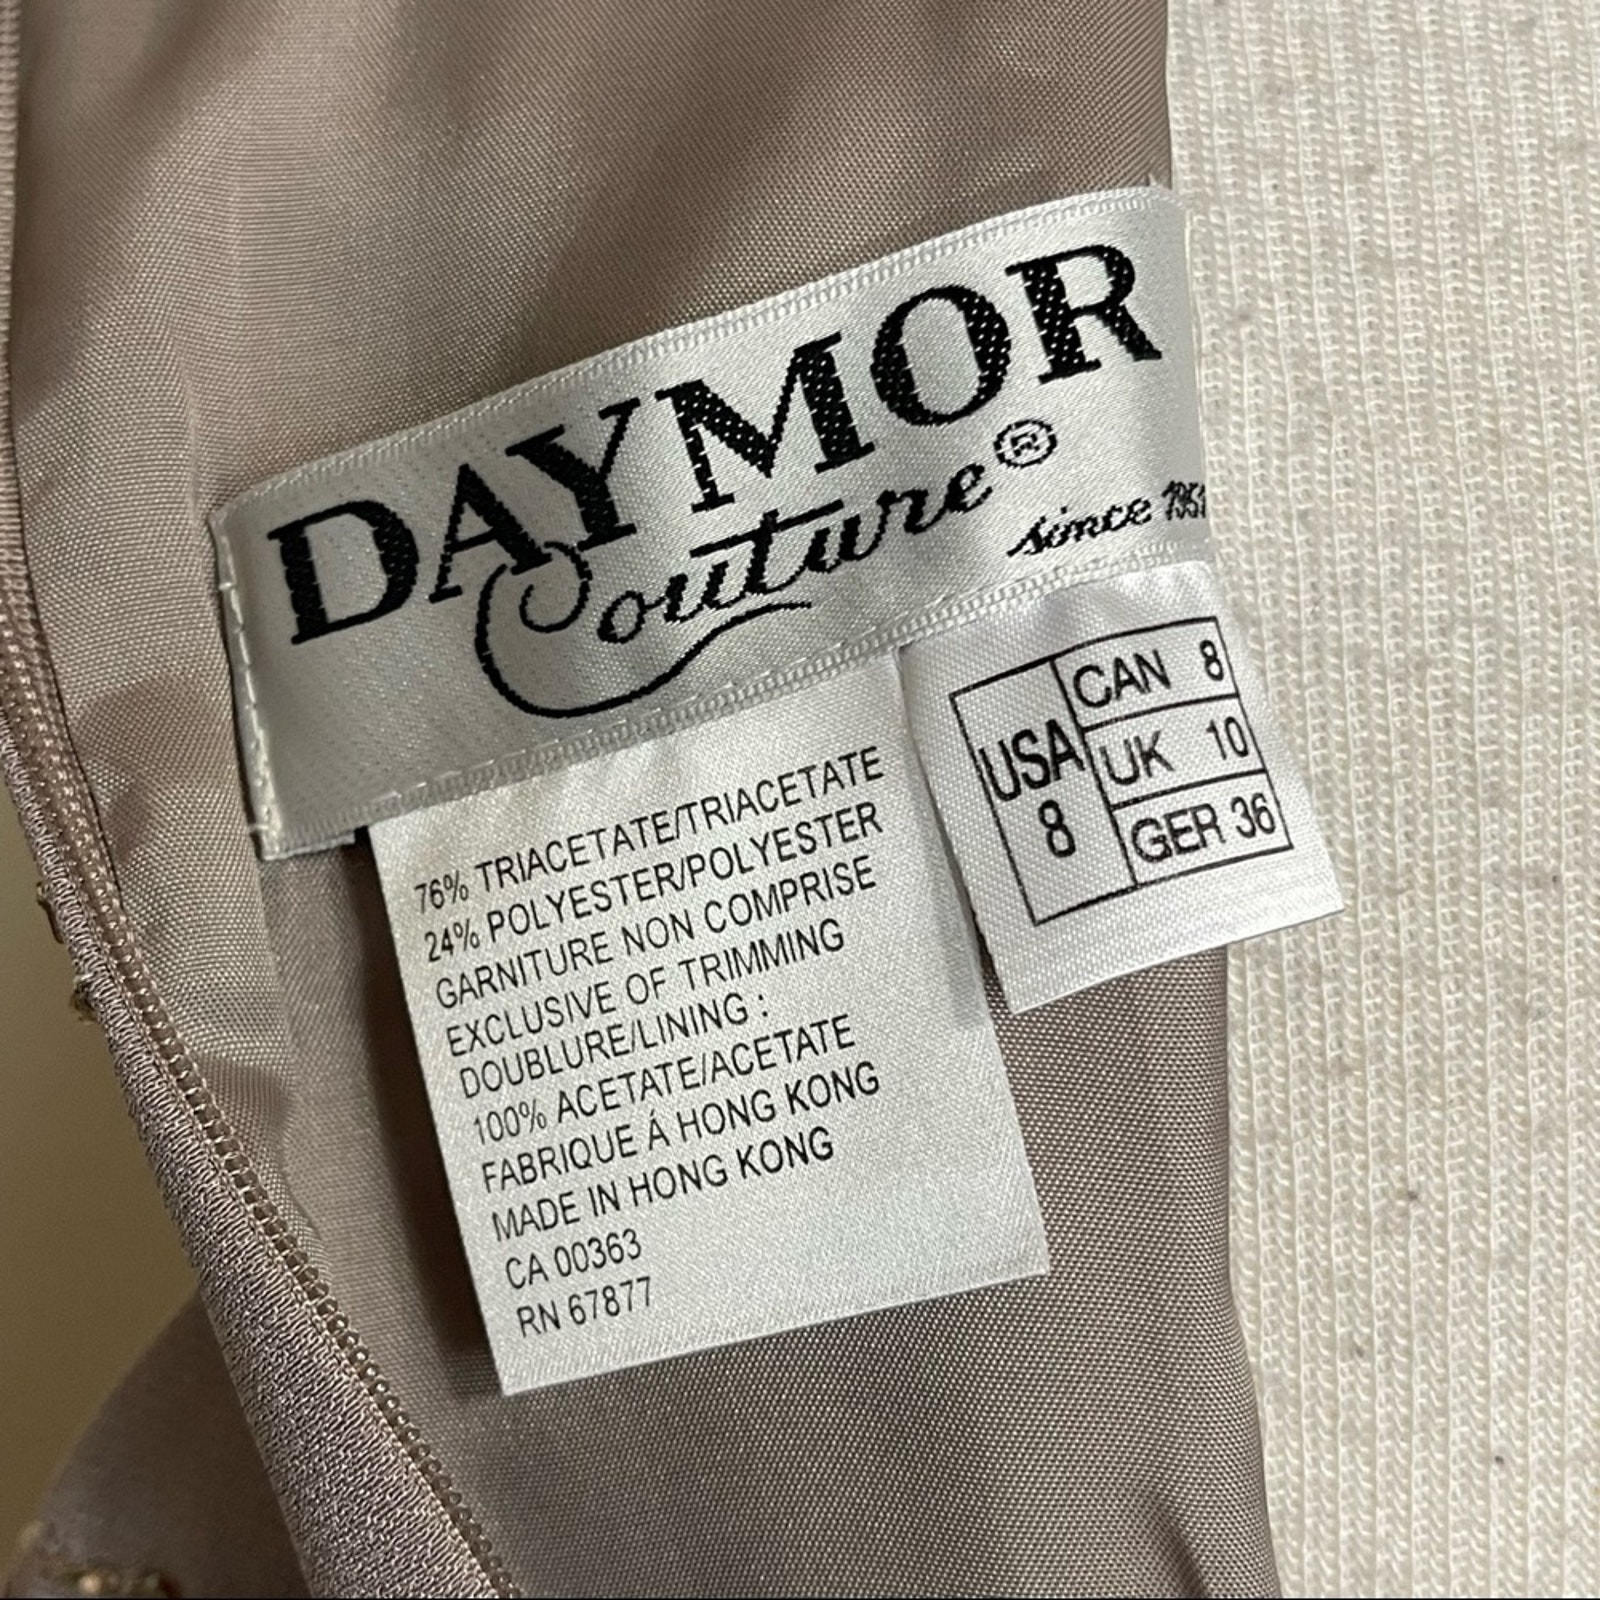 DAYMOR
Couture®
since 1951
76% TRIACETATE/TRIACETATE
24% POLYESTER/POLYESTER
GARNITURE NON COMPRISE
EXCLUSIVE OF TRIMMING
DOUBLURE/LINING :
100% ACETATE/ACETATE
FABRIQUE Á HONG KONG
MADE IN HONG KONG
CA 00363
RN 67877
USA
8
CAN 8
UK 10
GER 36